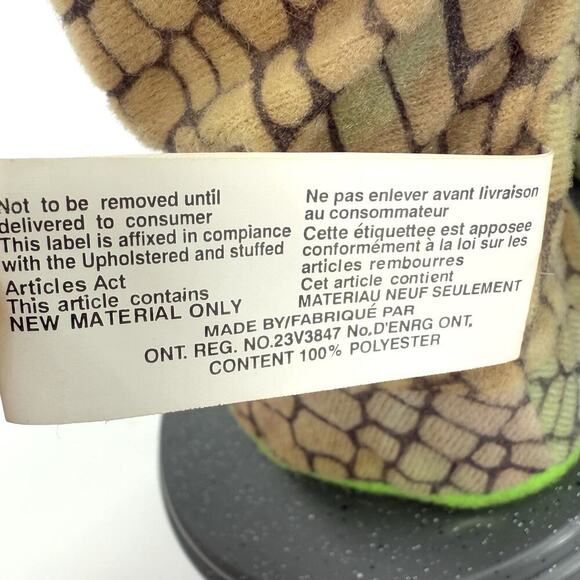 Not to be removed until
delivered to consumer
This label is affixed in compiance
with the Upholstered and stuffed
Articles Act
This article contains
NEW MATERIAL ONLY
Ne pas enlever avant livraison
au consommateur
Cette étiquettee est apposee
conformément à la loi sur les
articles rembourres
Cet article contient
MATERIAU NEUF SEULEMENT
MADE BY/FABRIQUÉ PAR
ONT. REG. NO.23V3847 No,D'ENRG ONT,
CONTENT 100% POLYESTER